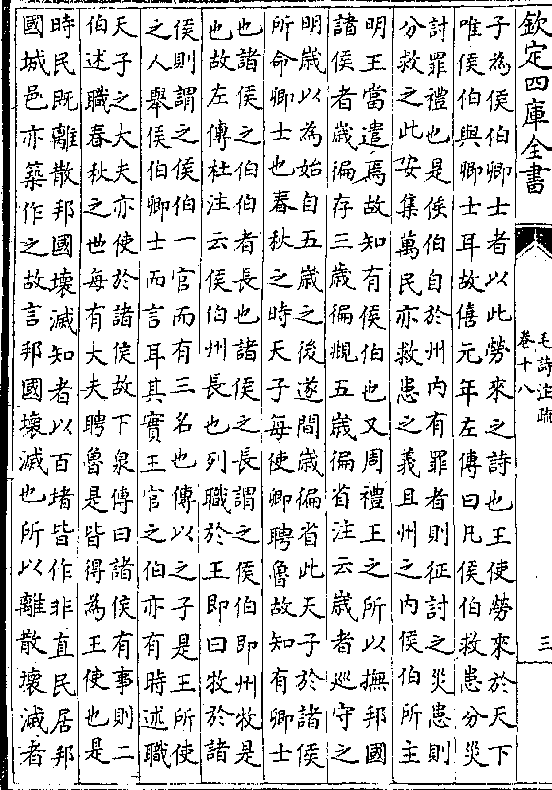 欽定四庫全書
毛詩注疏
卷十八
三
子為侯伯卿士者以此勞來之詩也王使勞來於天下
唯侯伯與卿士耳故僖元年左傳曰凡侯伯救患分災
討罪禮也是侯伯自於州内有罪者則征討之災患則
分救之此安集萬民亦救患之義且州之内侯伯所主
明王當遣焉故知有侯伯也又周禮王之所以撫邦國
諸侯者歲徧存三歲徧覜五歲徧省注云歲者巡守之
明歲以為始自五歲之後遂間歲徧省此天子於諸侯
所命卿士也春秋之時天子每使卿聘魯故知有卿士
也諸侯之伯伯者長也諸侯之長謂之侯伯即州牧是
也故左傳杜注云侯伯州長也列職於王即曰牧於諸
侯則謂之侯伯一官而有三名也傳以之子是王所使
之人舉侯伯卿士而言耳其實王官之伯亦有時述職
天子之大夫亦使於諸侯故下泉傳曰諸侯有事則二
伯述職春秋之世每有大夫聘魯是皆得為王使也是
時民既離散邦國壞滅知者以百堵皆作非直民居邦
國城邑亦築作之故言邦國壞滅也所以離散壞滅者